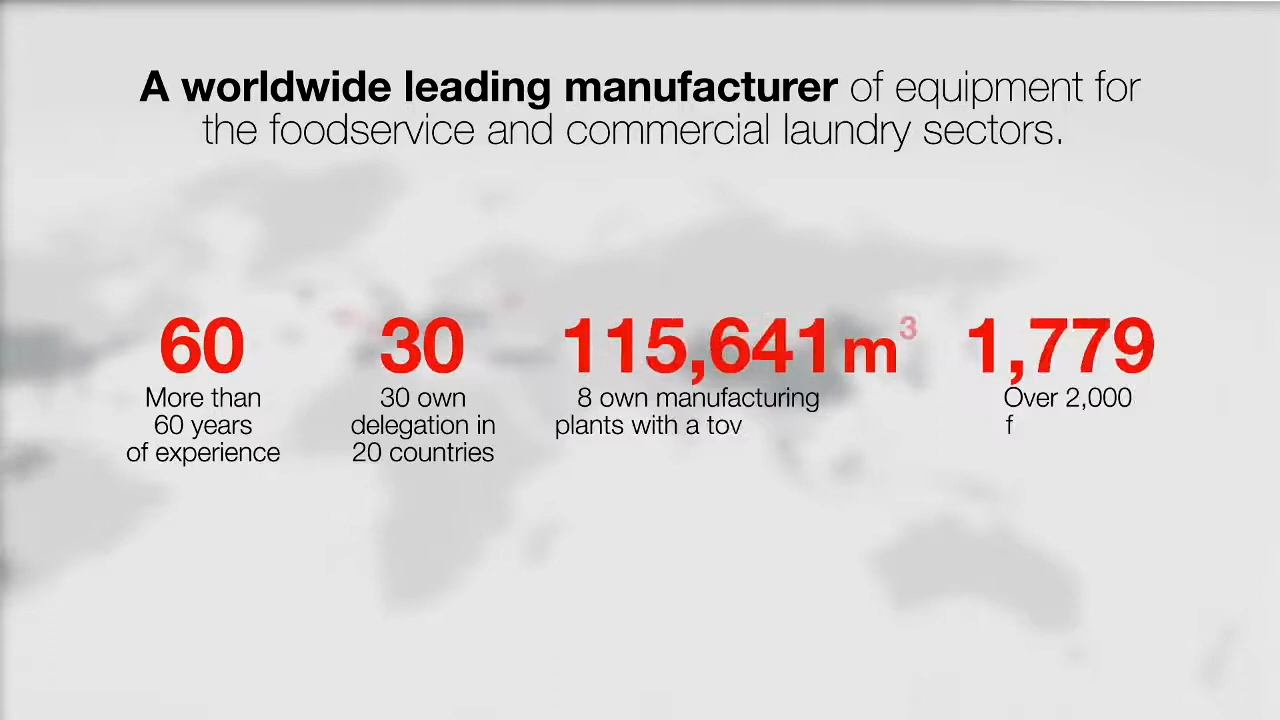 A worldwide leading manufacturer of equipment for
the foodservice and commercial laundry sectors.
60
More than
60 years
of experience
30
30 own
delegation in
20 countries
115,641m³
8 own manufacturing
plants with a tov
1,779
Over 2,000
f